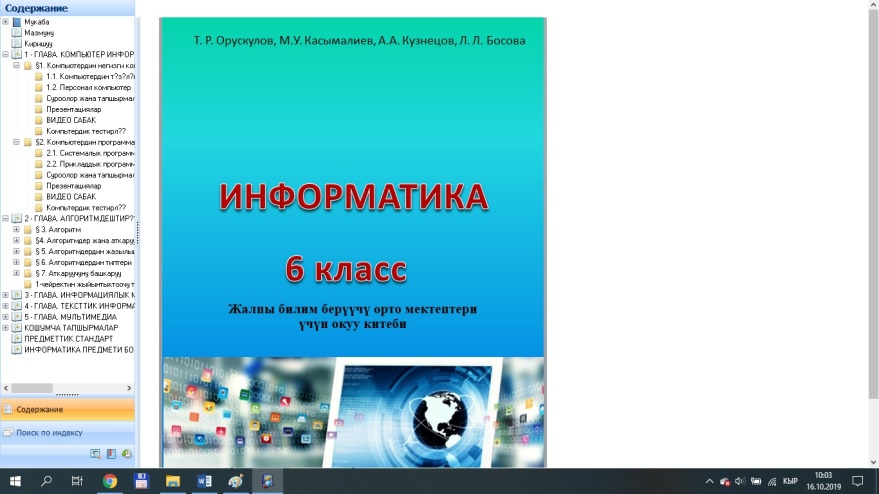 Содержание
Мукаба
Мазмуну
Киришүү
1 - ГЛАВА. КОМПЬЮТЕР ИНФОР
§1. Компьютердин негизги ко
1.1. Компьютердин т?з?л?
1.2. Персонал компьютер
Суроолор жана тапшырмал
Презентациялар
ВИДЕО САБАК
Компьтердик тестирл??
§2. Компьютердин программа
2.1. Системалык программ
2.2. Прикладдык программ
Суроолор жана тапшырмал
Презентациялар
ВИДЕО САБАК
Компьтердик тестирл??
2 - ГЛАВА. АЛГОРИТМДЕШТИР?
§ 3. Алгоритм
§4. Алгоритмдер жана аткаруу
§ 5. Алгоритмдердин жазылы
§ 6. Алгоритмдердин типтери
§ 7. Аткаруучуну башкаруу
1-чейректин жыйынтыктоочу т
3 - ГЛАВА. ИНФОРМАЦИЯЛЫК М
4 - ГЛАВА. ТЕКСТТИК ИНФОРМА
5 - ГЛАВА. МУЛЬТИМЕДИА
КОШУМЧА ТАПШЫРМАЛАР
ПРЕДМЕТТИК СТАНДАРТ
ИНФОРМАТИКА ПРЕДМЕТИ БО
Содержание
Поиск по индексу
Т. Р. Орускулов, М.У. Касымалиев, А.А. Кузнецов, Л. Л. Босова
ИНФОРМАТИКА
6 класс
Жалпы билим берүүчү орто мектептери
үчүн окуу китеби
КЫР
10:03
16.10.2019